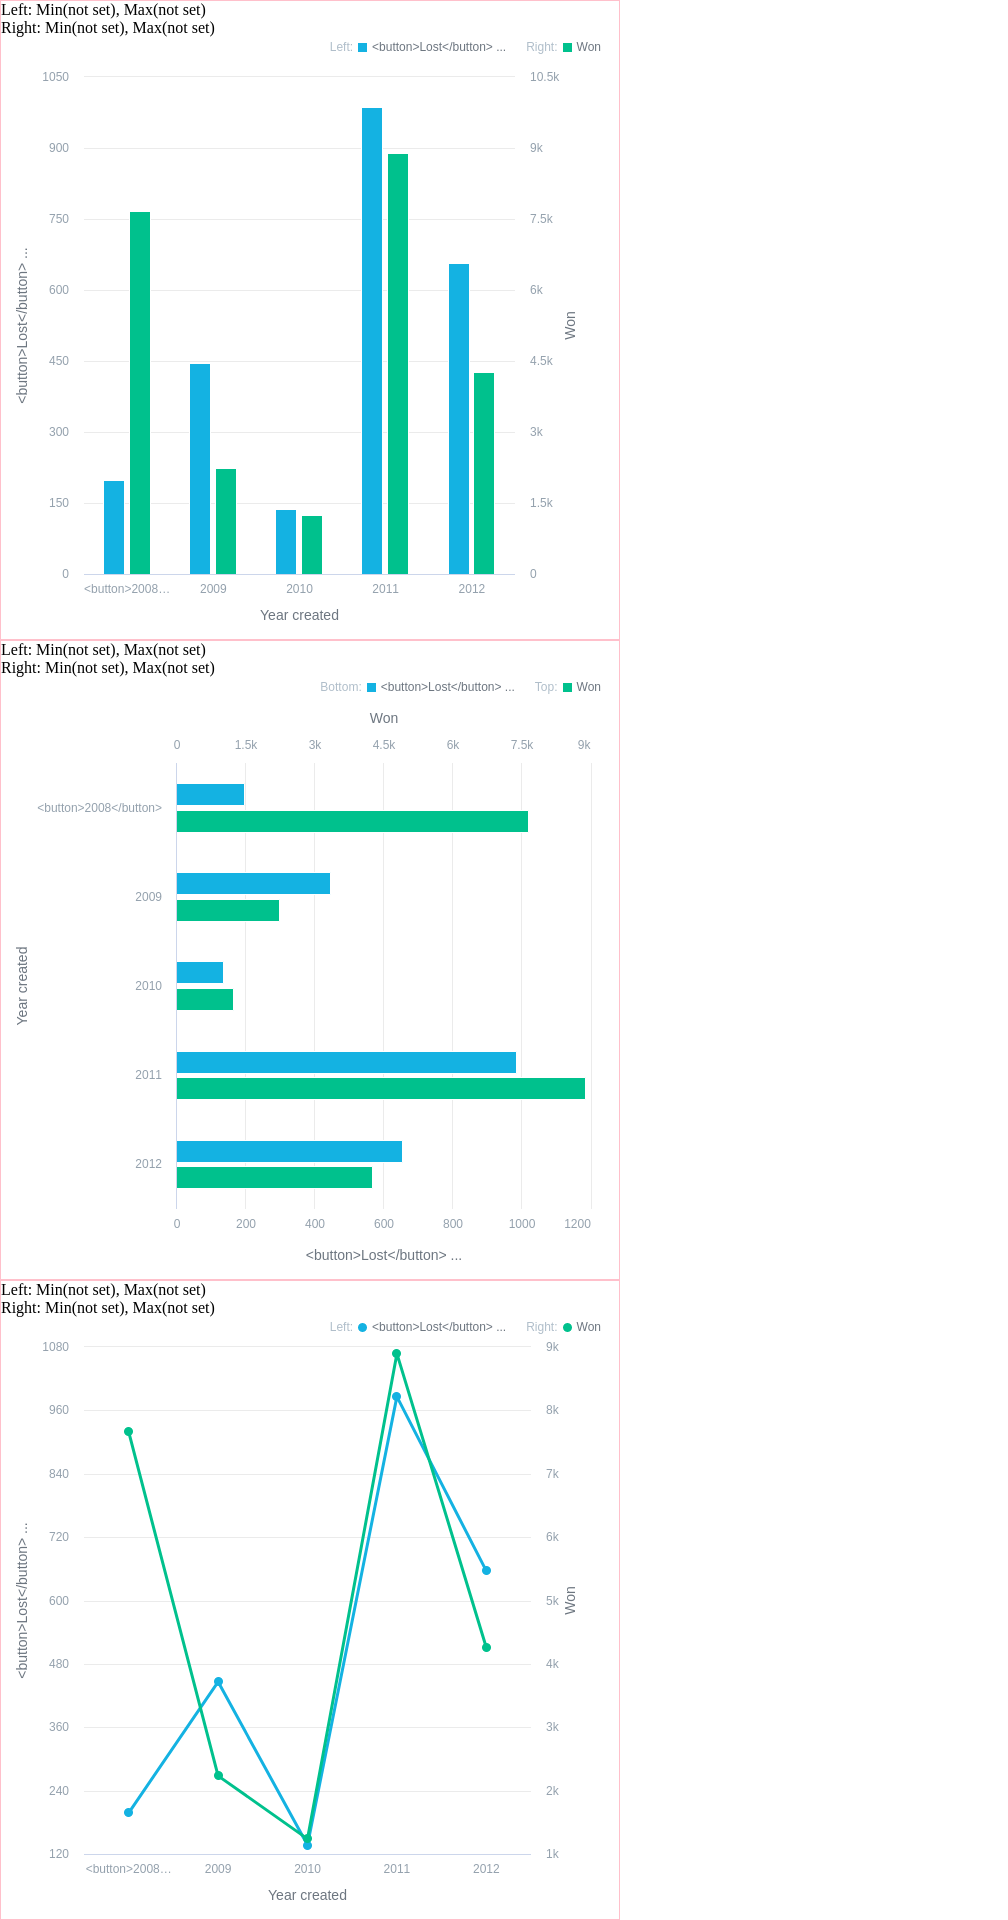 Left: Min(not set), Max(not set)
Right: Min(not set), Max(not set)
Left: <button>Lost</button> ... Right: Won
1050 10.5k
900 9k
750 7.5k
600 6k
450 4.5k
300 3k
150 1.5k
0 0
<button>Lost</button> ...
Won
<button>2008… 2009 2010 2011 2012
Year created
Left: Min(not set), Max(not set)
Right: Min(not set), Max(not set)
Bottom: <button>Lost</button> ... Top: Won
Won
0 1.5k 3k 4.5k 6k 7.5k 9k
<button>2008</button>
2009
2010
2011
2012
Year created
0 200 400 600 800 1000 1200
<button>Lost</button> ...
Left: Min(not set), Max(not set)
Right: Min(not set), Max(not set)
Left: <button>Lost</button> ... Right: Won
1080 9k
960 8k
840 7k
720 6k
600 5k
480 4k
360 3k
240 2k
120 1k
<button>Lost</button> ...
Won
<button>2008… 2009 2010 2011 2012
Year created